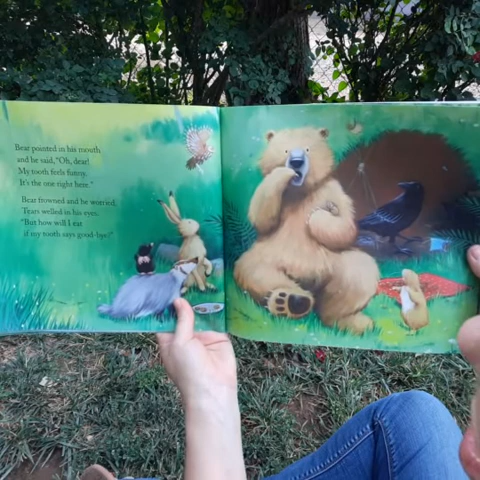 Bear pointed in his mouth
and he said, "Oh, dear!
My tooth feels funny.
It's the one right here."
Bear frowned and he worried.
Tears welled in his eyes.
"But how will I eat
if my tooth says good-bye?"